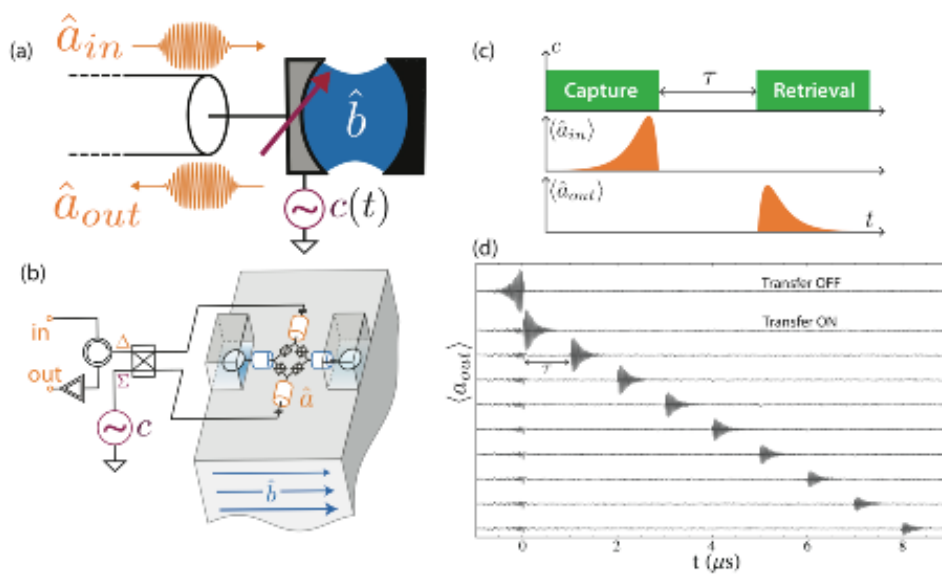 (a)
â_in
b̂
â_out
c(t)
(b)
in
out
Δ
Σ
c
â
b̂
(c)
c
Capture
τ
Retrieval
⟨â_in⟩
⟨â_out⟩
t
(d)
Transfer OFF
Transfer ON
τ
⟨a_out⟩
0 2 4 6 8
t (μs)